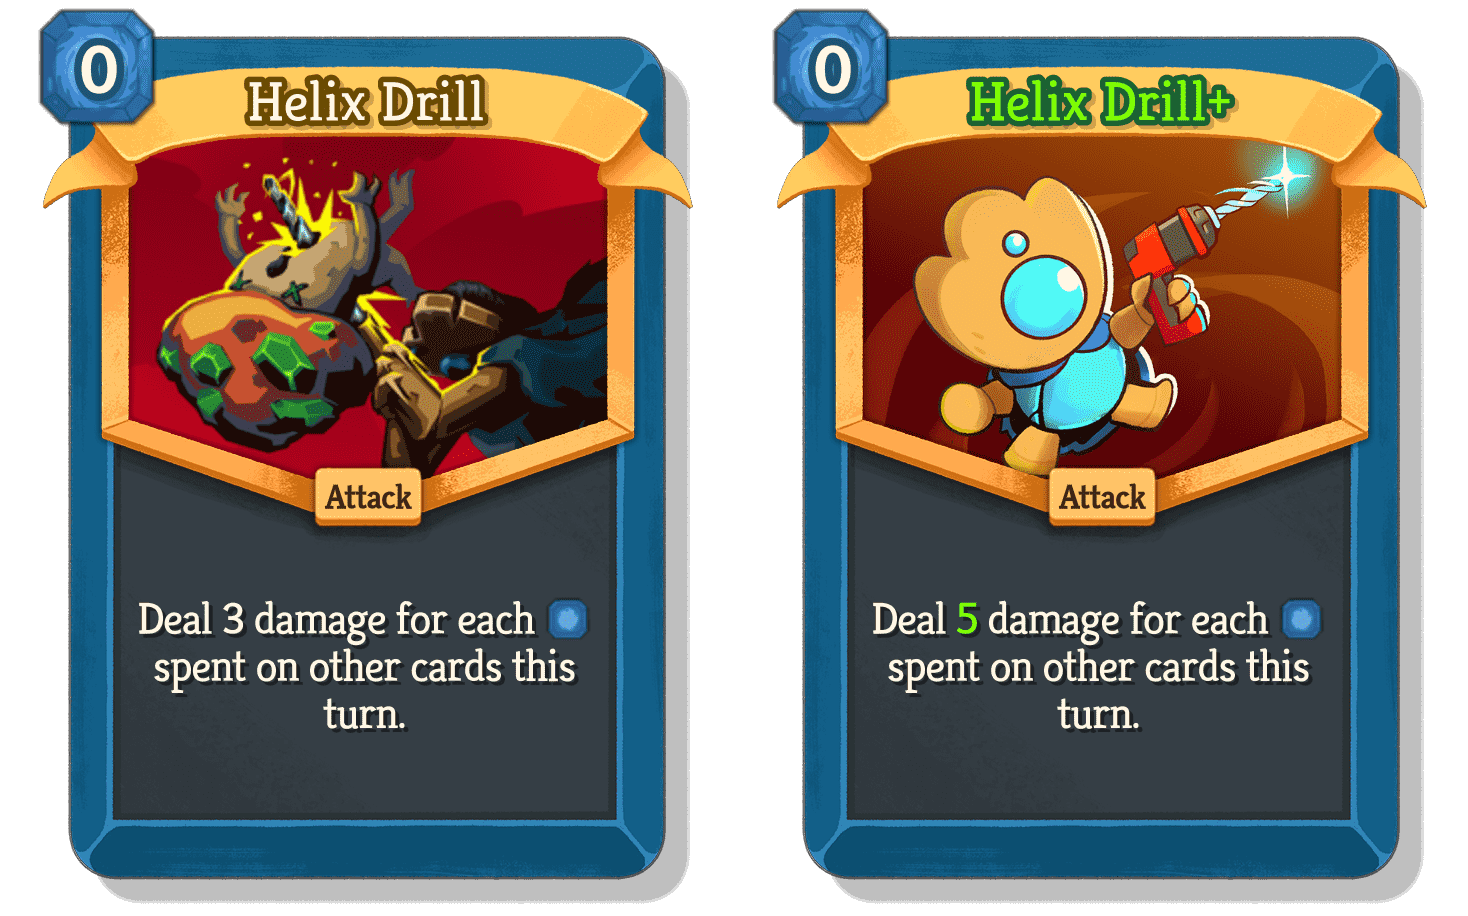 0
Helix Drill
Attack
Deal 3 damage for each
spent on other cards this
turn.
0
Helix Drill+
Attack
Deal 5 damage for each
spent on other cards this
turn.